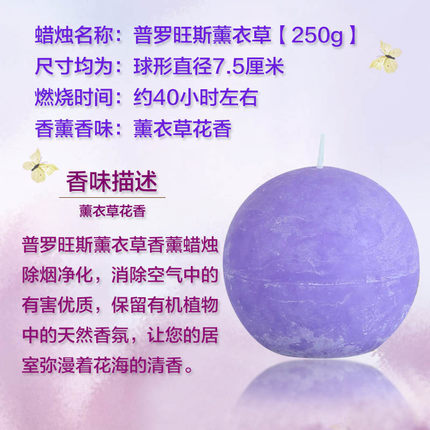 蜡烛名称：普罗旺斯薰衣草【250g】
尺寸均为：球形直径7.5厘米
燃烧时间：约40小时左右
香薰香味：薰衣草花香
香味描述
薰衣草花香
普罗旺斯薰衣草香薰蜡烛
除烟净化，消除空气中的
有害优质，保留有机植物
中的天然香氛，让您的居
室弥漫着花海的清香。